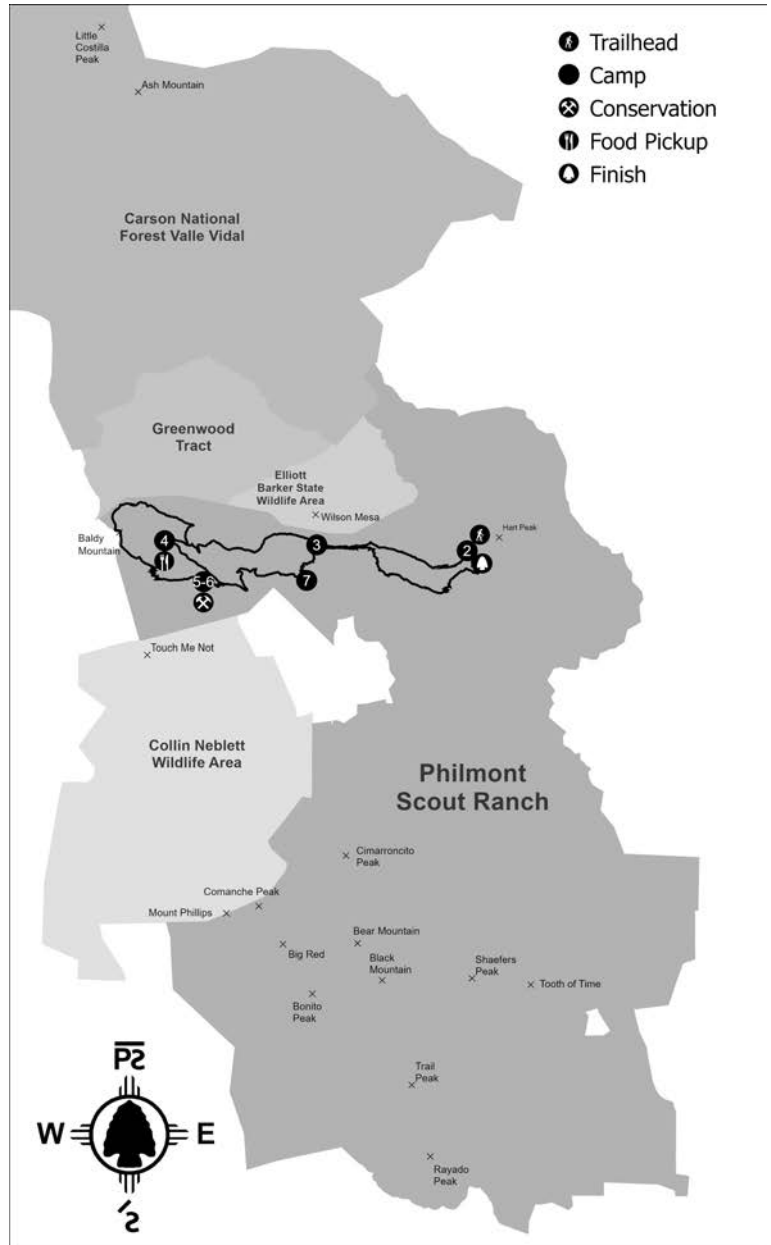 Little
Costilla
Peak
Ash Mountain
Trailhead
Camp
Conservation
Food Pickup
Finish
Carson National
Forest Valle Vidal
Greenwood
Tract
Elliott
Barker State
Wildlife Area
Wilson Mesa
Hart Peak
Baldy
Mountain
4
3
2
5-6
7
Touch Me Not
Collin Neblett
Wildlife Area
Philmont
Scout Ranch
Cimarroncito
Peak
Comanche Peak
Mount Phillips
Bear Mountain
Big Red
Black
Mountain
Shaefers
Peak
Tooth of Time
Bonito
Peak
Trail
Peak
Rayado
Peak
W
E